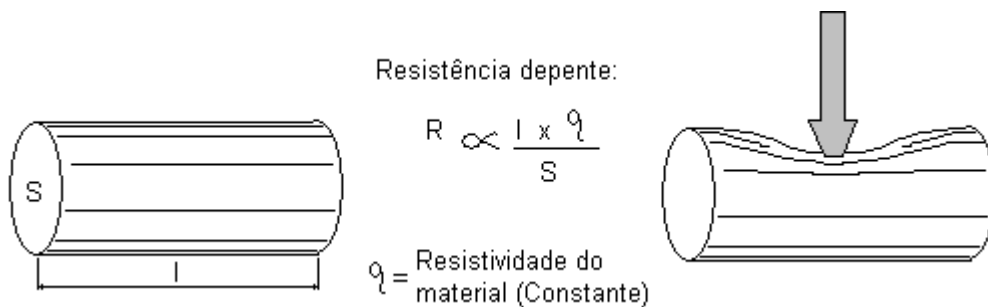 Resistência depente:
R ∝ l x ƍ
S
S
l
ƍ = Resistividade do
material (Constante)